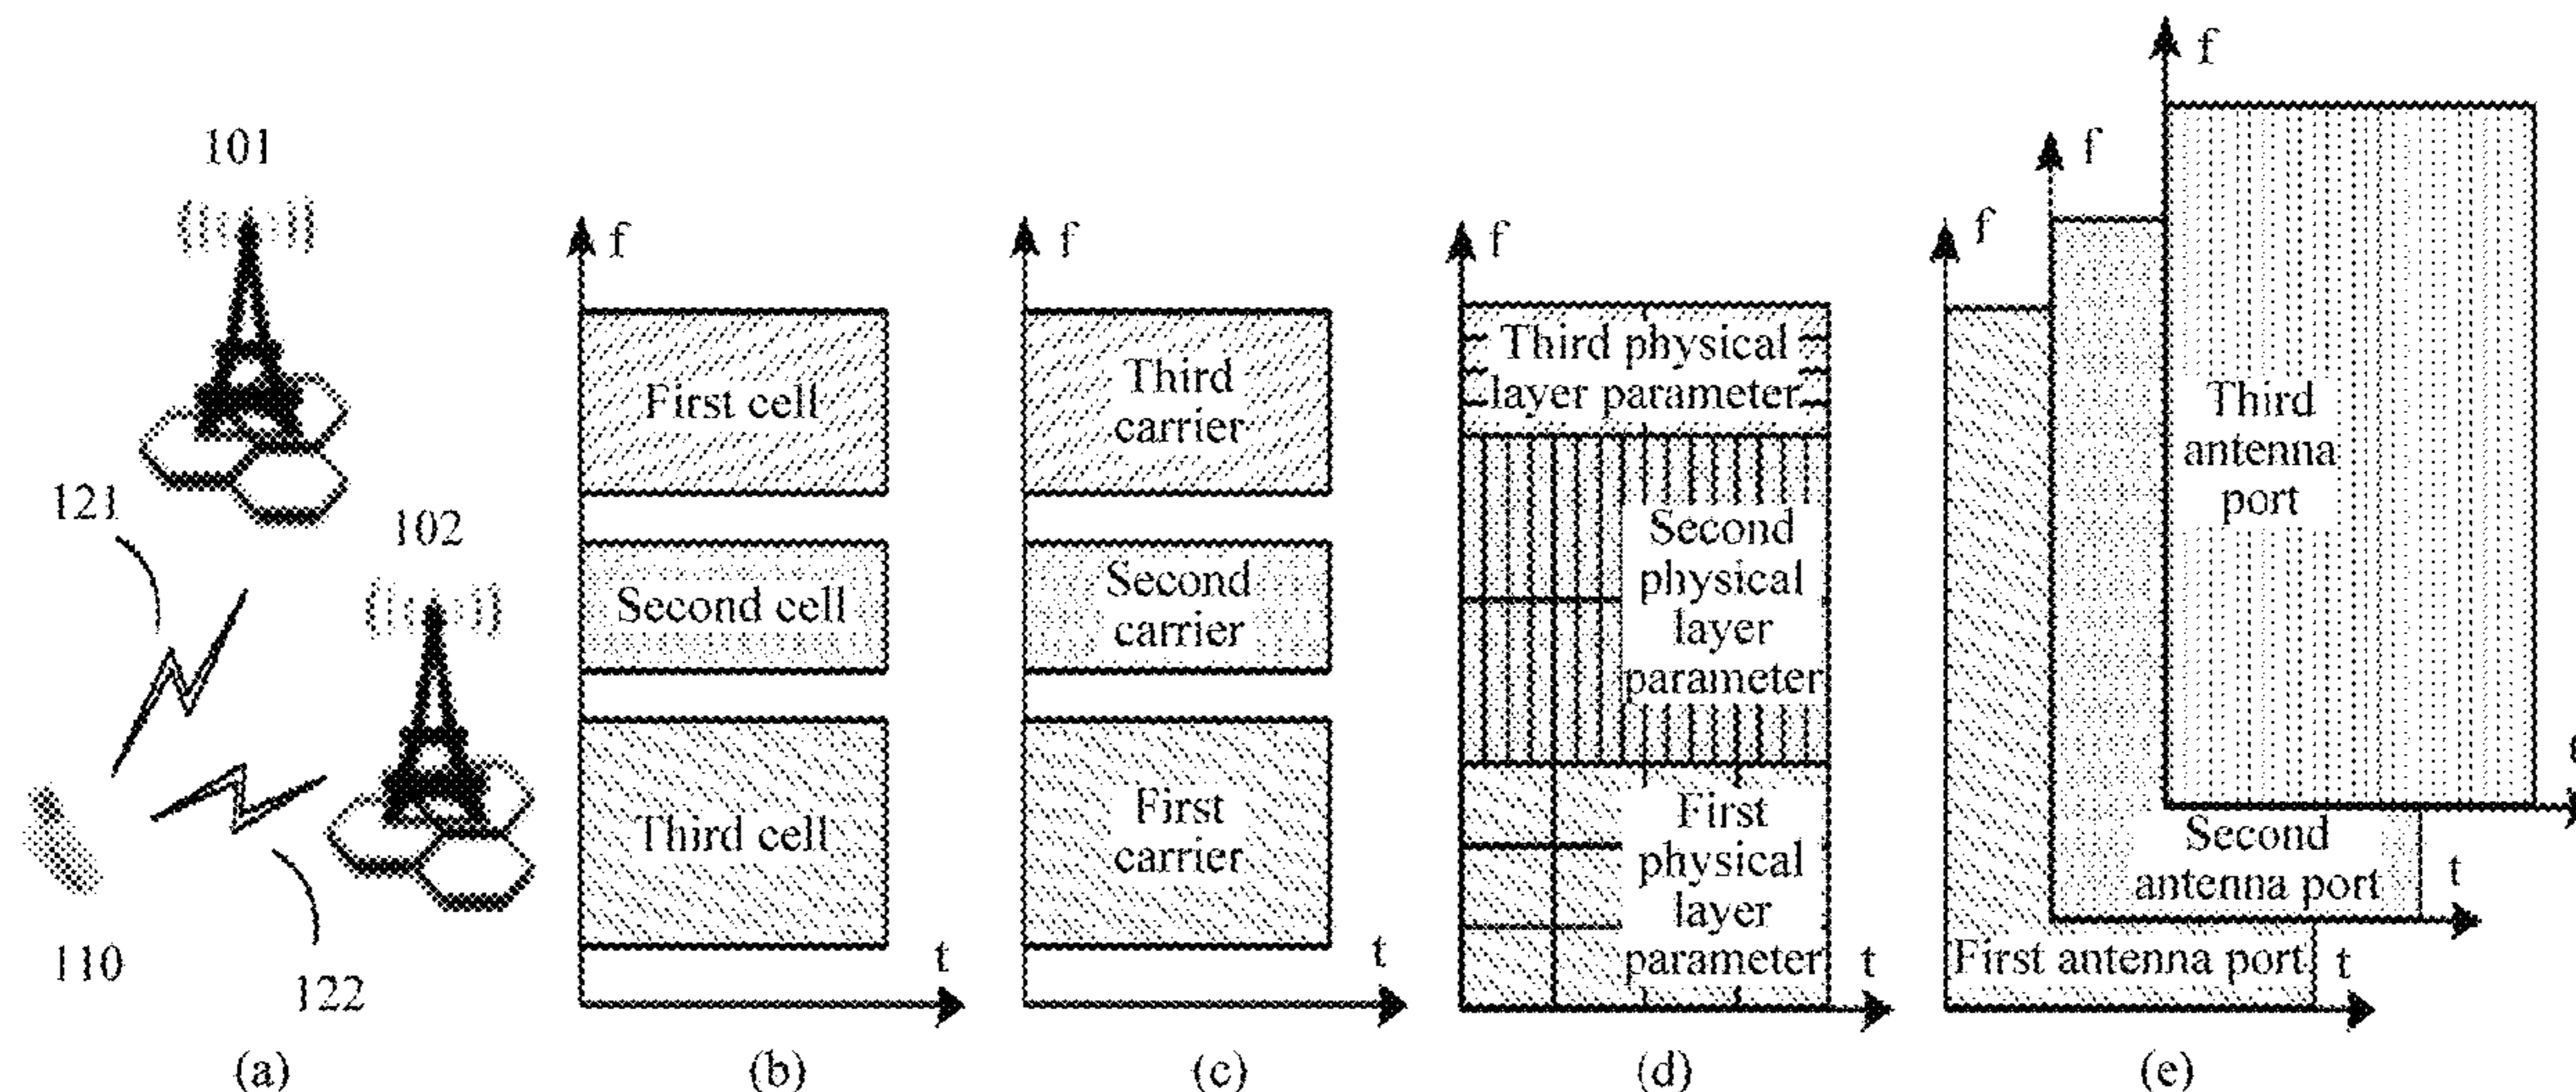 101
121
102
110
122
(a)
f
First cell
Second cell
Third cell
t
(b)
f
Third
carrier
Second
carrier
First
carrier
t
(c)
f
Third physical
layer parameter
Second
physical
layer
parameter
First
physical
layer
parameter
t
(d)
f
f
f
Third
antenna
port
t
Second
antenna port
t
First antenna port
t
(e)